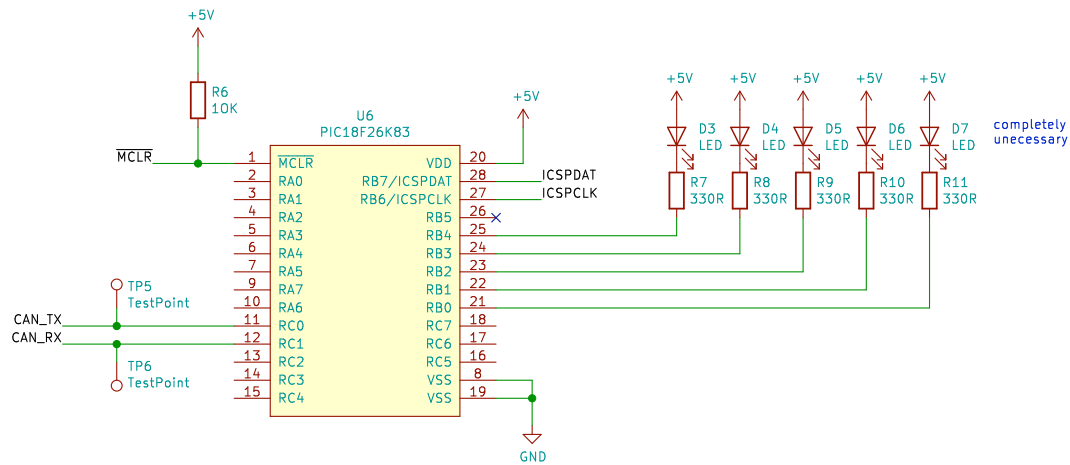 +5V
R6
10K
MCLR
U6
PIC18F26K83
1 MCLR
2 RA0
3 RA1
4 RA2
5 RA3
6 RA4
7 RA5
9 RA7
10 RA6
11 RC0
12 RC1
13 RC2
14 RC3
15 RC4
VDD 20
RB7/ICSPDAT 28
RB6/ICSPCLK 27
RB5 26
RB4 25
RB3 24
RB2 23
RB1 22
RB0 21
RC7 18
RC6 17
RC5 16
VSS 8
VSS 19
+5V
ICSPDAT
ICSPCLK
GND
TP5
TestPoint
CAN_TX
CAN_RX
TP6
TestPoint
+5V
D3
LED
R7
330R
+5V
D4
LED
R8
330R
+5V
D5
LED
R9
330R
+5V
D6
LED
R10
330R
+5V
D7
LED
R11
330R
completely
unecessary